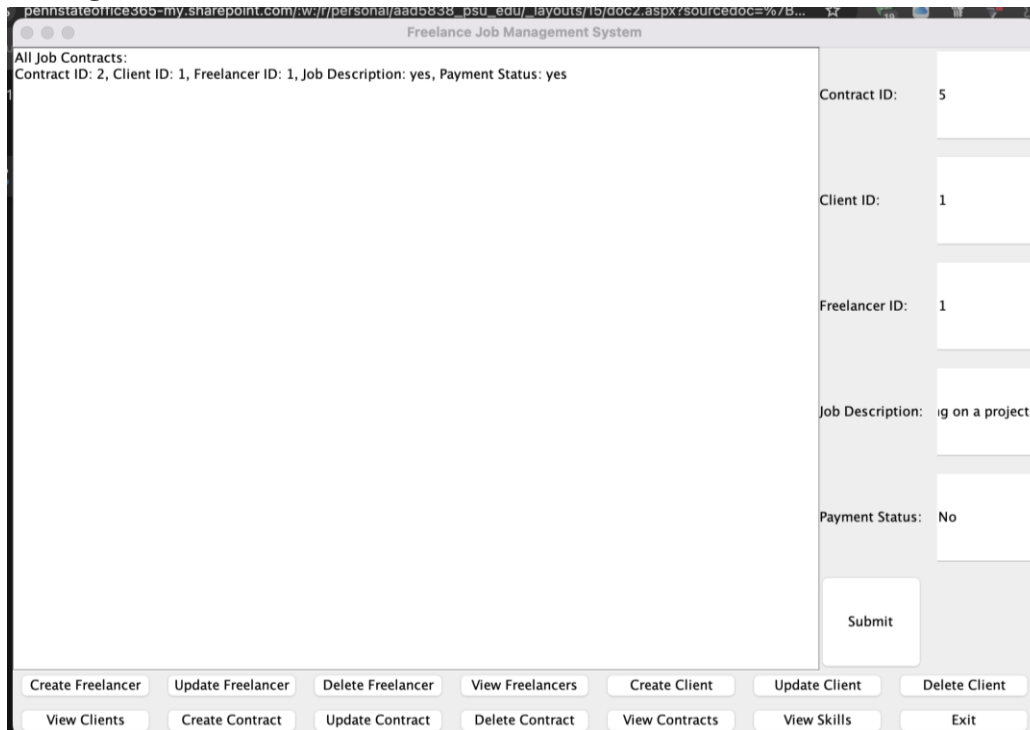 pennstateoffice365-my.sharepoint.com/:w:/r/personal/aad5838_psu_edu/_layouts/15/doc2.aspx?sourcedoc=%7B...
Freelance Job Management System
All Job Contracts:
Contract ID: 2, Client ID: 1, Freelancer ID: 1, Job Description: yes, Payment Status: yes
Contract ID: 5
Client ID: 1
Freelancer ID: 1
Job Description: ng on a project
Payment Status: No
Submit
Create Freelancer Update Freelancer Delete Freelancer View Freelancers Create Client Update Client Delete Client
View Clients Create Contract Update Contract Delete Contract View Contracts View Skills Exit